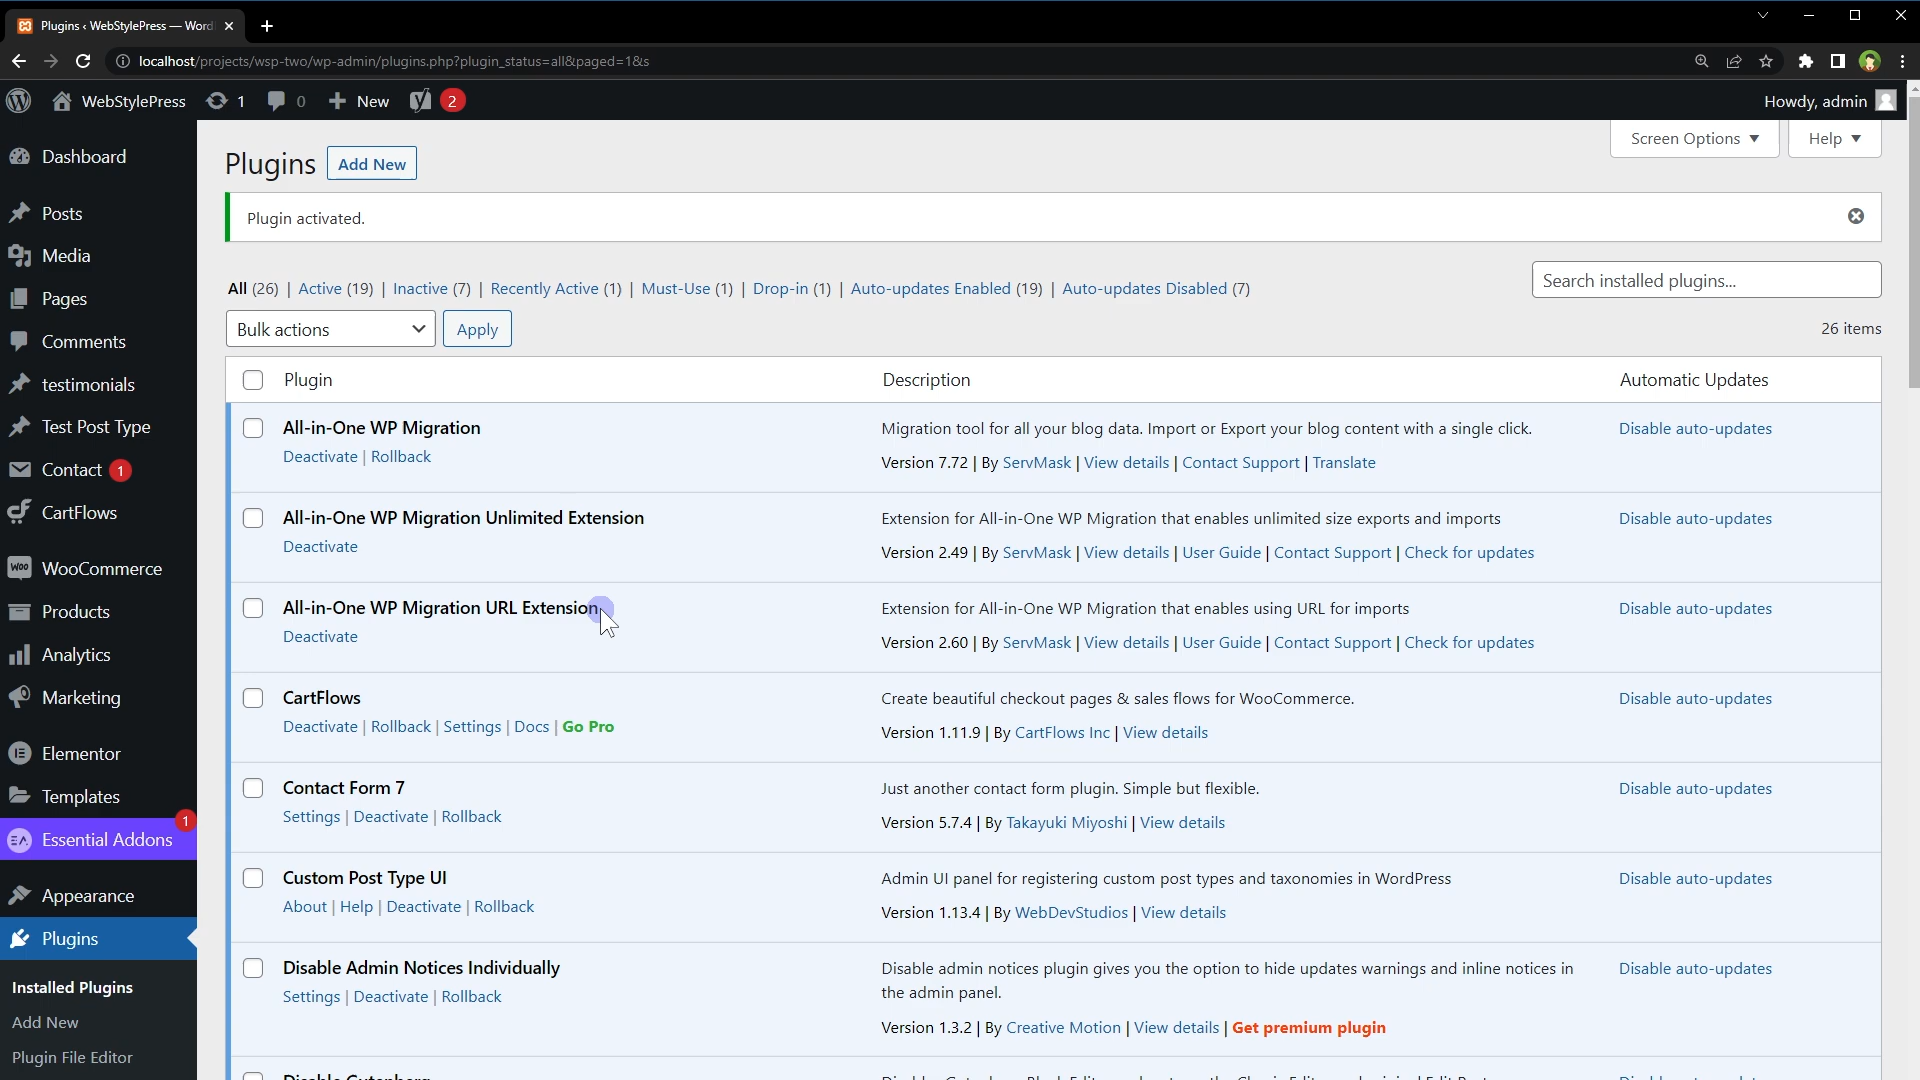 Plugins ‹ WebStylePress — Word
localhost/projects/wsp-two/wp-admin/plugins.php?plugin_status=all&paged=1&s
WebStylePress 1 0 New 2 Howdy, admin
Screen Options Help
Dashboard
Posts
Media
Pages
Comments
testimonials
Test Post Type
Contact 1
CartFlows
WooCommerce
Products
Analytics
Marketing
Elementor
Templates
Essential Addons 1
Appearance
Plugins
Installed Plugins
Add New
Plugin File Editor
Plugins Add New
Plugin activated.
All (26) | Active (19) | Inactive (7) | Recently Active (1) | Must-Use (1) | Drop-in (1) | Auto-updates Enabled (19) | Auto-updates Disabled (7)
Search installed plugins...
Bulk actions Apply
26 items
Plugin Description Automatic Updates
All-in-One WP Migration
Deactivate | Rollback
Migration tool for all your blog data. Import or Export your blog content with a single click.
Version 7.72 | By ServMask | View details | Contact Support | Translate
Disable auto-updates
All-in-One WP Migration Unlimited Extension
Deactivate
Extension for All-in-One WP Migration that enables unlimited size exports and imports
Version 2.49 | By ServMask | View details | User Guide | Contact Support | Check for updates
Disable auto-updates
All-in-One WP Migration URL Extension
Deactivate
Extension for All-in-One WP Migration that enables using URL for imports
Version 2.60 | By ServMask | View details | User Guide | Contact Support | Check for updates
Disable auto-updates
CartFlows
Deactivate | Rollback | Settings | Docs | Go Pro
Create beautiful checkout pages & sales flows for WooCommerce.
Version 1.11.9 | By CartFlows Inc | View details
Disable auto-updates
Contact Form 7
Settings | Deactivate | Rollback
Just another contact form plugin. Simple but flexible.
Version 5.7.4 | By Takayuki Miyoshi | View details
Disable auto-updates
Custom Post Type UI
About | Help | Deactivate | Rollback
Admin UI panel for registering custom post types and taxonomies in WordPress
Version 1.13.4 | By WebDevStudios | View details
Disable auto-updates
Disable Admin Notices Individually
Settings | Deactivate | Rollback
Disable admin notices plugin gives you the option to hide updates warnings and inline notices in
the admin panel.
Version 1.3.2 | By Creative Motion | View details | Get premium plugin
Disable auto-updates